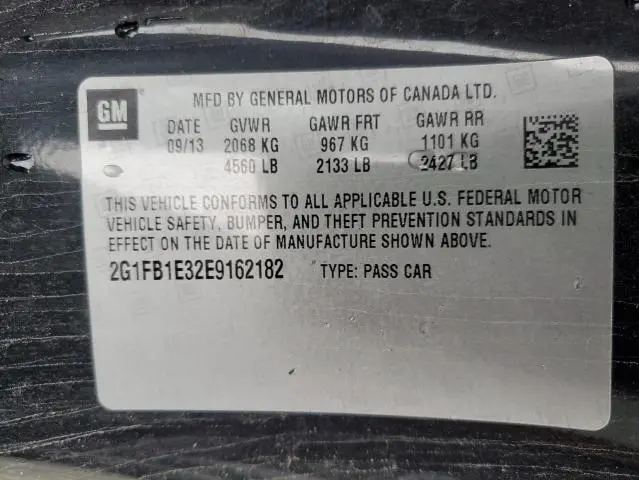 GM
MFD BY GENERAL MOTORS OF CANADA LTD.
DATE GVWR GAWR FRT GAWR RR
09/13 2068 KG 967 KG 1101 KG
4560 LB 2133 LB 2427 LB
THIS VEHICLE CONFORMS TO ALL APPLICABLE U.S. FEDERAL MOTOR
VEHICLE SAFETY, BUMPER, AND THEFT PREVENTION STANDARDS IN
EFFECT ON THE DATE OF MANUFACTURE SHOWN ABOVE.
2G1FB1E32E9162182 TYPE: PASS CAR